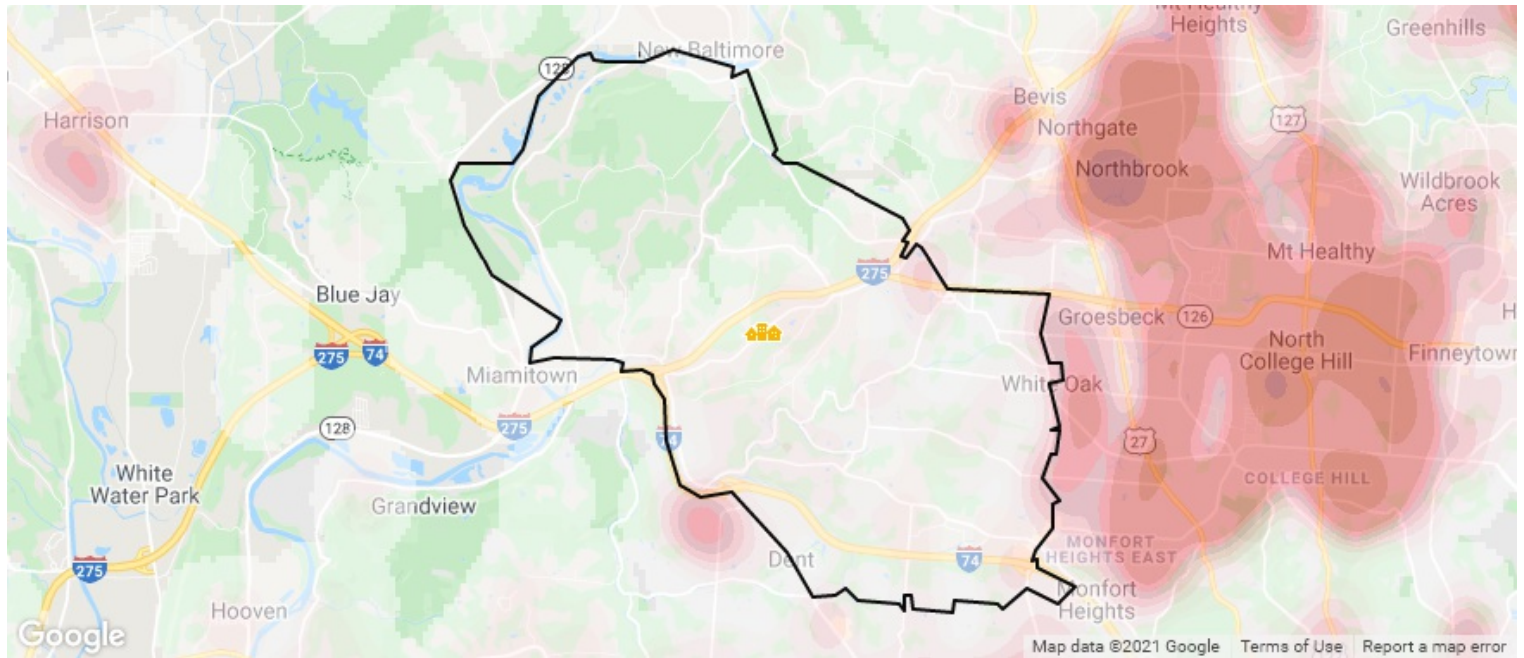 Mt Healthy
Heights
Greenhills
New Baltimore
128
Harrison
Bevis
Northgate
127
Northbrook
Wildbrook
Acres
Mt Healthy
275
Blue Jay
Groesbeck
126
North
College Hill
Finneytown
H
275
74
Miamitown
White Oak
275
128
74
27
White
Water Park
COLLEGE HILL
Grandview
MONFORT
HEIGHTS EAST
Dent
74
275
Monfort
Heights
Hooven
Google
Map data ©2021 Google
Terms of Use
Report a map error